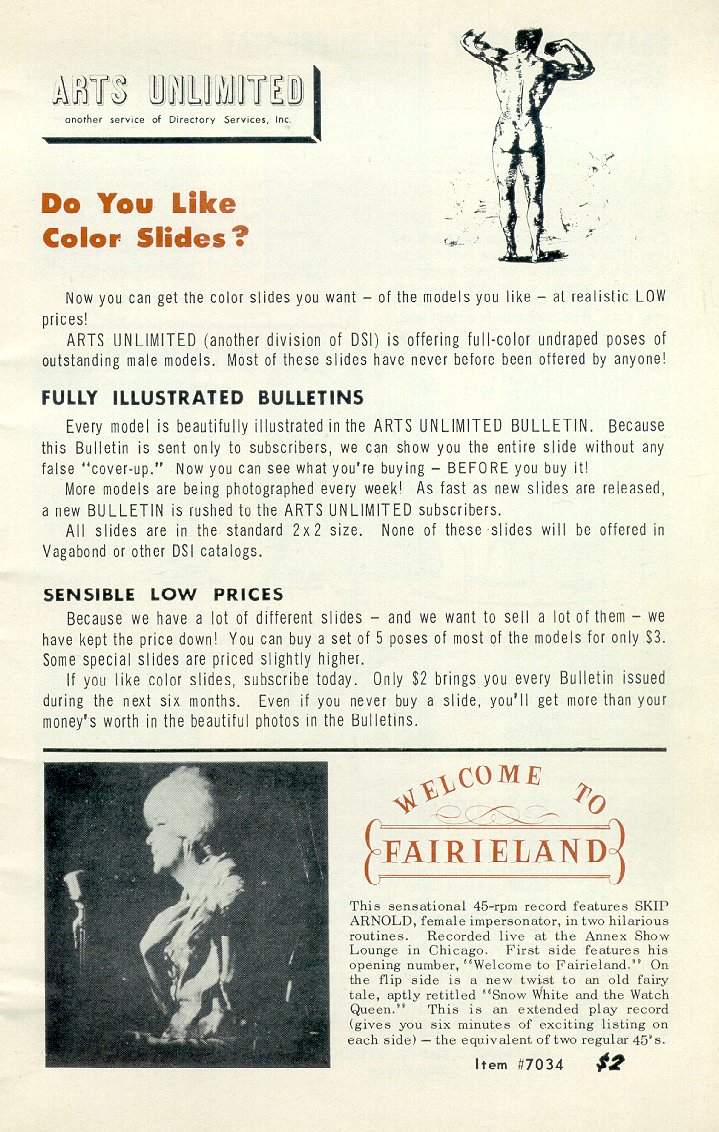 ARTS UNLIMITED
another service of Directory Services, Inc.
Do You Like
Color Slides?
Now you can get the color slides you want – of the models you like – at realistic LOW
prices!
ARTS UNLIMITED (another division of DSI) is offering full-color undraped poses of
outstanding male models. Most of these slides have never before been offered by anyone!
FULLY ILLUSTRATED BULLETINS
Every model is beautifully illustrated in the ARTS UNLIMITED BULLETIN. Because
this Bulletin is sent only to subscribers, we can show you the entire slide without any
false "cover-up." Now you can see what you're buying – BEFORE you buy it!
More models are being photographed every week! As fast as new slides are released,
a new BULLETIN is rushed to the ARTS UNLIMITED subscribers.
All slides are in the standard 2x2 size. None of these slides will be offered in
Vagabond or other DSI catalogs.
SENSIBLE LOW PRICES
Because we have a lot of different slides – and we want to sell a lot of them – we
have kept the price down! You can buy a set of 5 poses of most of the models for only $3.
Some special slides are priced slightly higher.
If you like color slides, subscribe today. Only $2 brings you every Bulletin issued
during the next six months. Even if you never buy a slide, you'll get more than your
money's worth in the beautiful photos in the Bulletins.
WELCOME TO
FAIRIELAND
This sensational 45-rpm record features SKIP
ARNOLD, female impersonator, in two hilarious
routines. Recorded live at the Annex Show
Lounge in Chicago. First side features his
opening number, "Welcome to Fairieland." On
the flip side is a new twist to an old fairy
tale, aptly retitled "Snow White and the Watch
Queen." This is an extended play record
(gives you six minutes of exciting listing on
each side) – the equivalent of two regular 45's.
Item #7034 $2